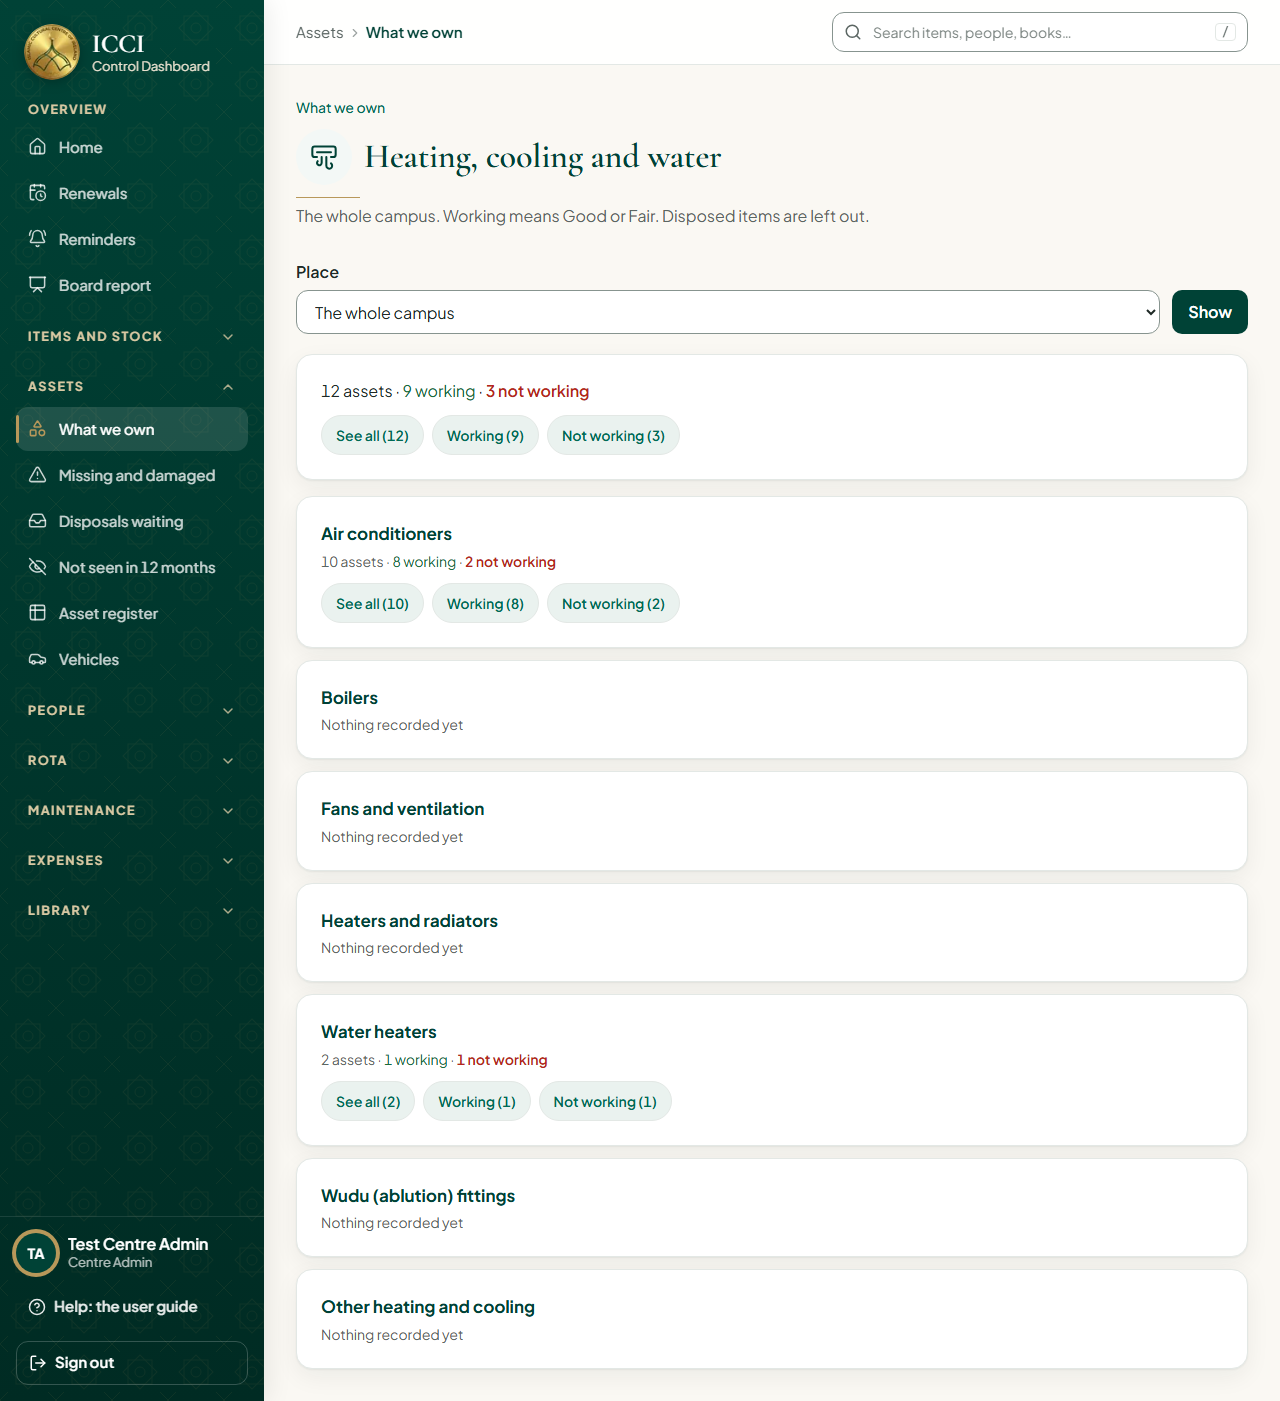 ICCI
Control Dashboard
OVERVIEW
Home
Renewals
Reminders
Board report
ITEMS AND STOCK
ASSETS
What we own
Missing and damaged
Disposals waiting
Not seen in 12 months
Asset register
Vehicles
PEOPLE
ROTA
MAINTENANCE
EXPENSES
LIBRARY
TA
Test Centre Admin
Centre Admin
Help: the user guide
Sign out
Assets > What we own
Search items, people, books… /
What we own
Heating, cooling and water
The whole campus. Working means Good or Fair. Disposed items are left out.
Place
The whole campus
Show
12 assets · 9 working · 3 not working
See all (12) Working (9) Not working (3)
Air conditioners
10 assets · 8 working · 2 not working
See all (10) Working (8) Not working (2)
Boilers
Nothing recorded yet
Fans and ventilation
Nothing recorded yet
Heaters and radiators
Nothing recorded yet
Water heaters
2 assets · 1 working · 1 not working
See all (2) Working (1) Not working (1)
Wudu (ablution) fittings
Nothing recorded yet
Other heating and cooling
Nothing recorded yet